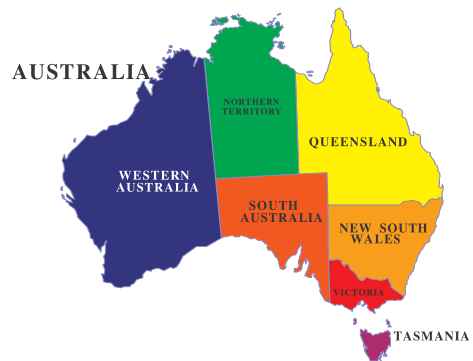 AUSTRALIA
NORTHERN
TERRITORY
QUEENSLAND
WESTERN
AUSTRALIA
SOUTH
AUSTRALIA
NEW SOUTH
WALES
VICTORIA
TASMANIA